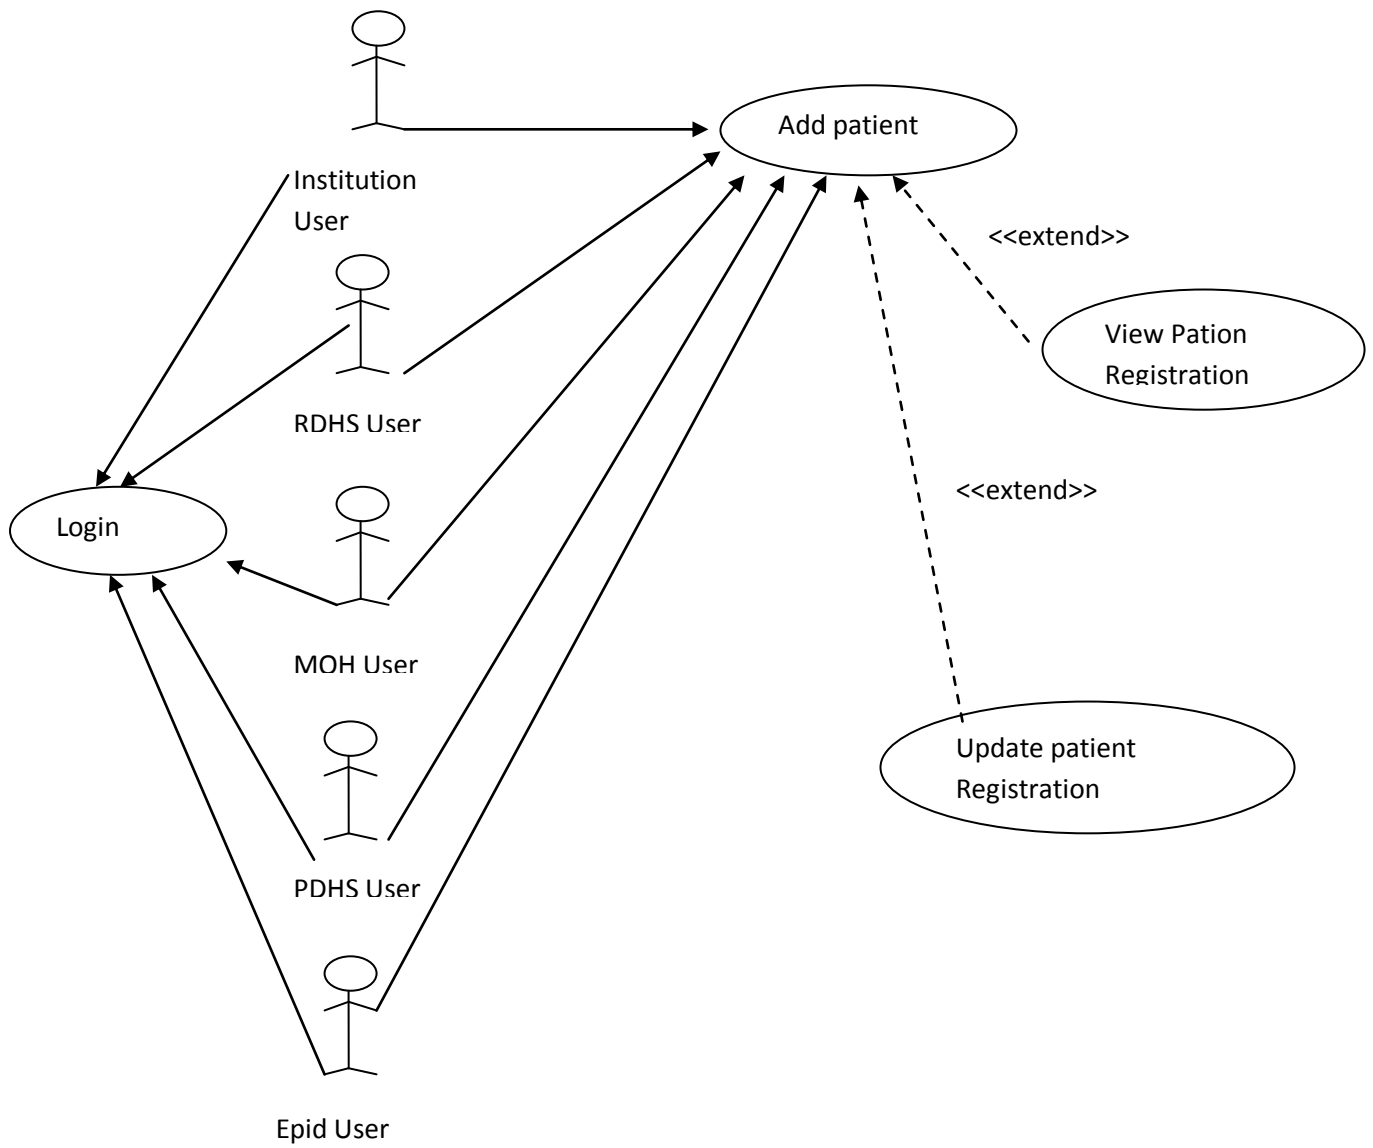 Add patient
Institution
User
<<extend>>
View Pation
Registration
RDHS User
<<extend>>
Login
MOH User
Update patient
Registration
PDHS User
Epid User